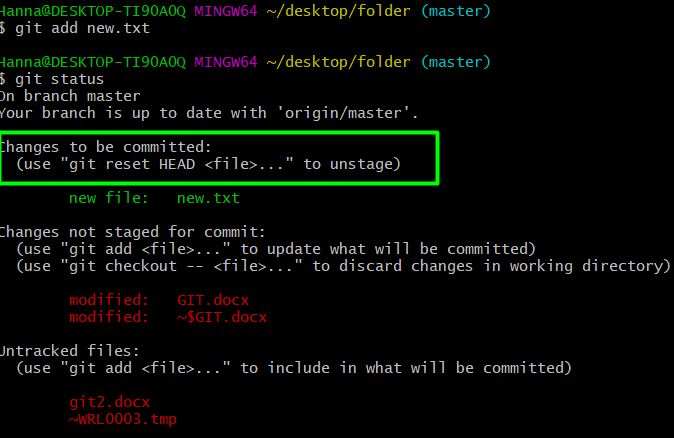 Hanna@DESKTOP-TI90A0Q MINGW64 ~/desktop/folder (master)
$ git add new.txt
Hanna@DESKTOP-TI90A0Q MINGW64 ~/desktop/folder (master)
$ git status
On branch master
Your branch is up to date with 'origin/master'.
Changes to be committed:
(use "git reset HEAD <file>..." to unstage)
new file: new.txt
Changes not staged for commit:
(use "git add <file>..." to update what will be committed)
(use "git checkout -- <file>..." to discard changes in working directory)
modified: GIT.docx
modified: ~$GIT.docx
Untracked files:
(use "git add <file>..." to include in what will be committed)
git2.docx
~WRL0003.tmp